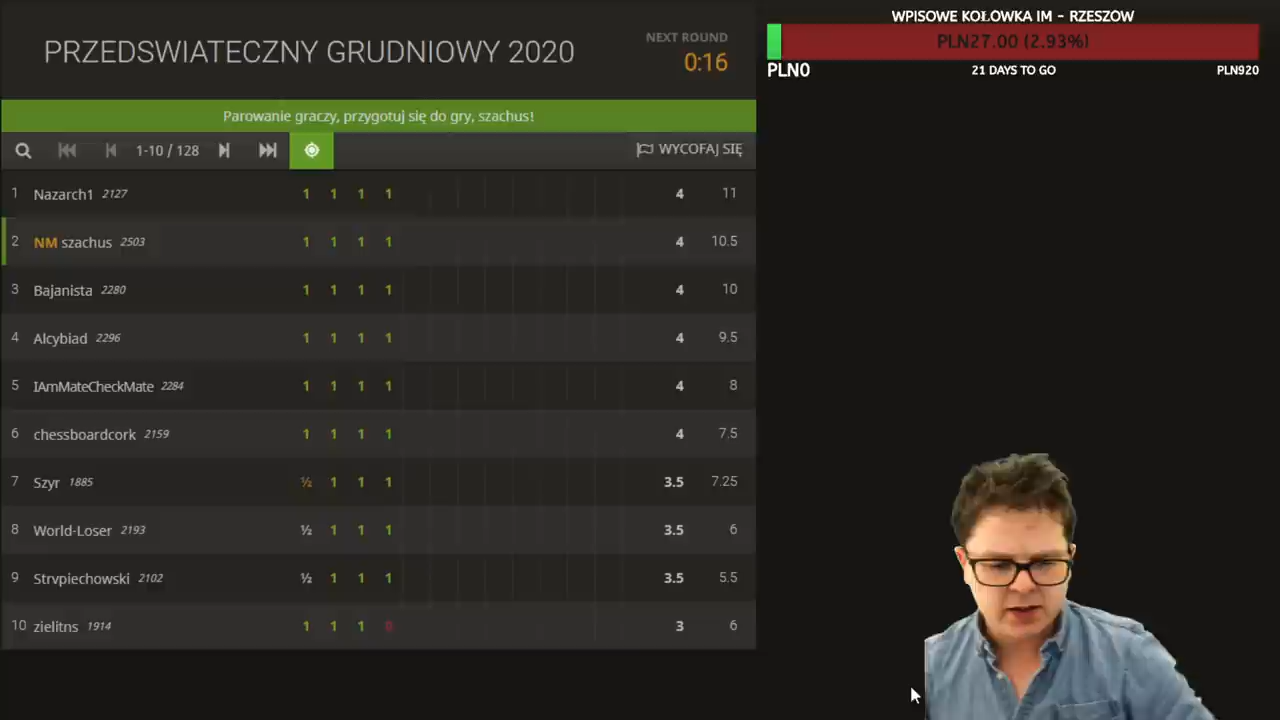 PRZEDSWIATECZNY GRUDNIOWY 2020
NEXT ROUND
0:16
Parowanie graczy, przygotuj się do gry, szachus!
1-10 / 128
WYCOFAJ SIĘ
1 Nazarch1 2127 1 1 1 1 4 11
2 NM szachus 2503 1 1 1 1 4 10.5
3 Bajanista 2280 1 1 1 1 4 10
4 Alcybiad 2296 1 1 1 1 4 9.5
5 IAmMateCheckMate 2284 1 1 1 1 4 8
6 chessboardcork 2159 1 1 1 1 4 7.5
7 Szyr 1885 ½ 1 1 1 3.5 7.25
8 World-Loser 2193 ½ 1 1 1 3.5 6
9 Strvpiechowski 2102 ½ 1 1 1 3.5 5.5
10 zielitns 1914 1 1 1 0 3 6
WPISOWE KOŁOWKA IM - RZESZOW
PLN27.00 (2.93%)
PLN0 21 DAYS TO GO PLN920